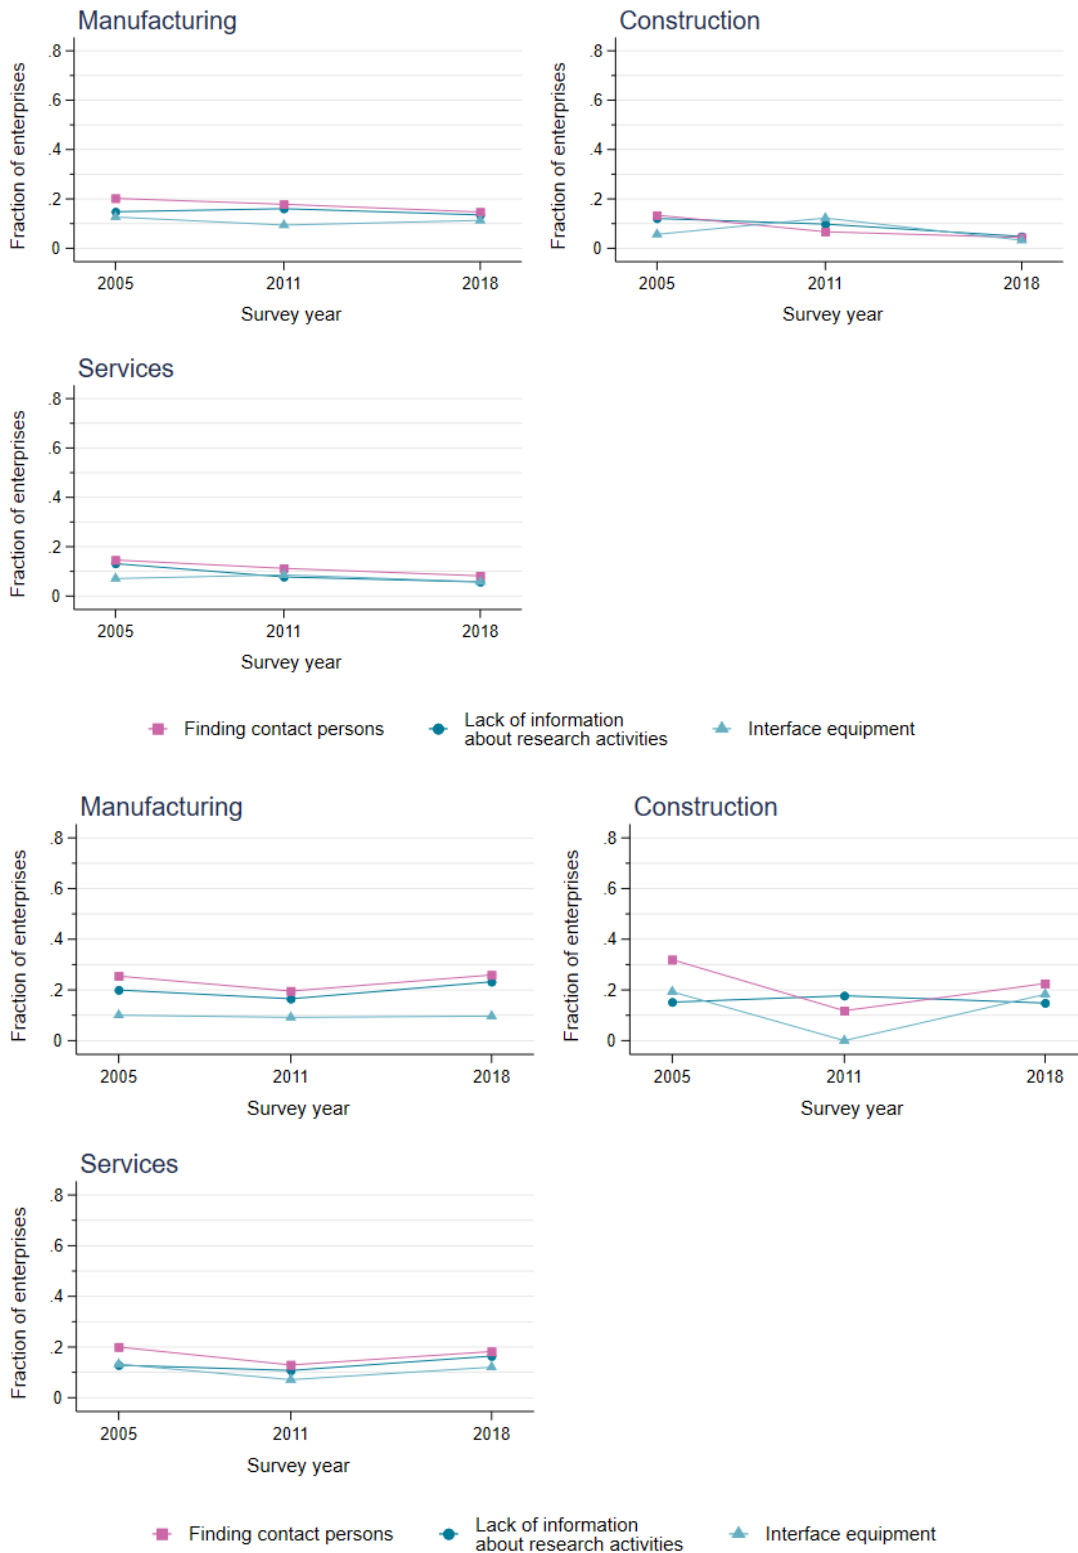 Manufacturing
Fraction of enterprises
.8
.6
.4
.2
0
2005 2011 2018
Survey year
Construction
Fraction of enterprises
.8
.6
.4
.2
0
2005 2011 2018
Survey year
Services
Fraction of enterprises
.8
.6
.4
.2
0
2005 2011 2018
Survey year
Finding contact persons
Lack of information
about research activities
Interface equipment
Manufacturing
Fraction of enterprises
.8
.6
.4
.2
0
2005 2011 2018
Survey year
Construction
Fraction of enterprises
.8
.6
.4
.2
0
2005 2011 2018
Survey year
Services
Fraction of enterprises
.8
.6
.4
.2
0
2005 2011 2018
Survey year
Finding contact persons
Lack of information
about research activities
Interface equipment